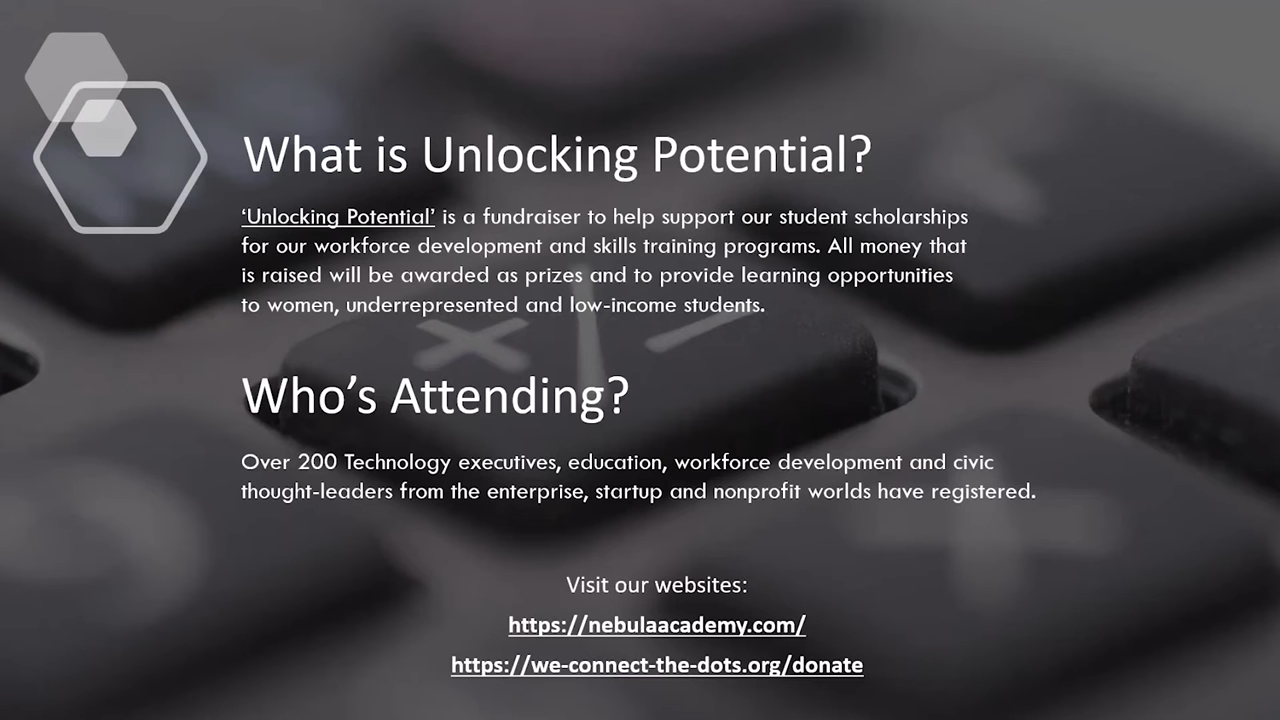 What is Unlocking Potential?
‘Unlocking Potential’ is a fundraiser to help support our student scholarships
for our workforce development and skills training programs. All money that
is raised will be awarded as prizes and to provide learning opportunities
to women, underrepresented and low-income students.
Who’s Attending?
Over 200 Technology executives, education, workforce development and civic
thought-leaders from the enterprise, startup and nonprofit worlds have registered.
Visit our websites:
https://nebulaacademy.com/
https://we-connect-the-dots.org/donate